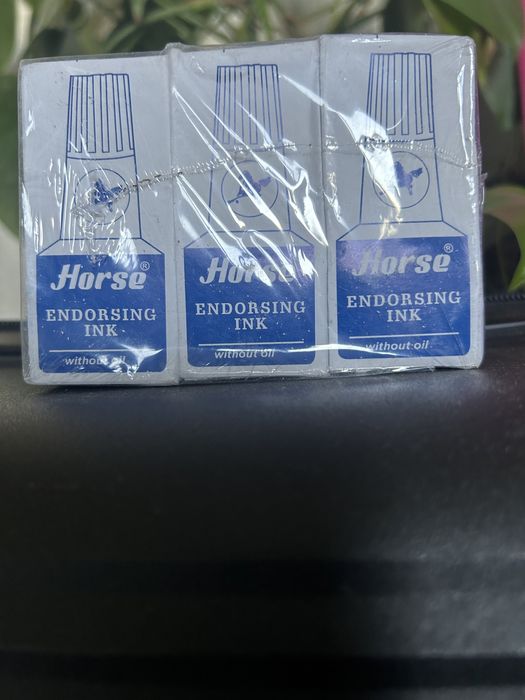 Horse®
ENDORSING
INK
without oil
Horse
ENDORSING
INK
without oil
Horse®
ENDORSING
INK
without oil